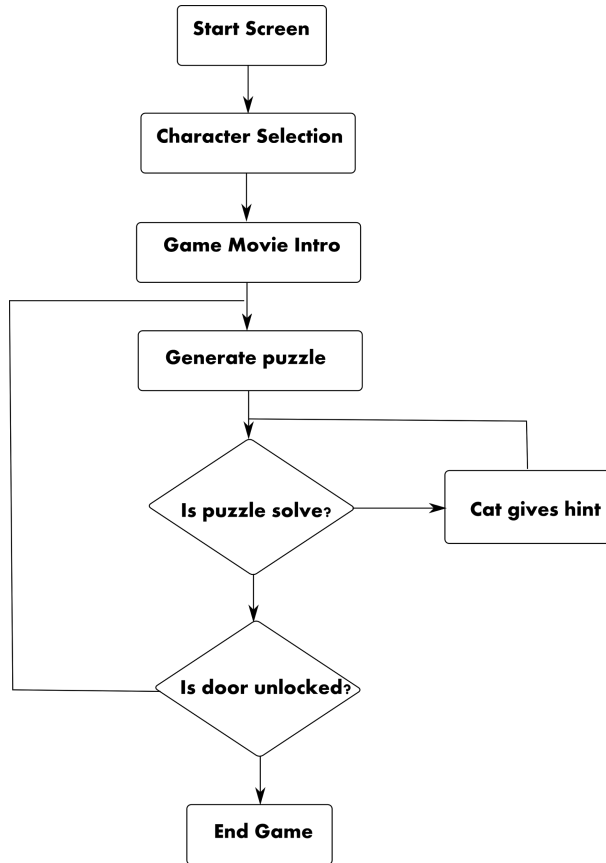 Start Screen
Character Selection
Game Movie Intro
Generate puzzle
Is puzzle solve?
Cat gives hint
Is door unlocked?
End Game